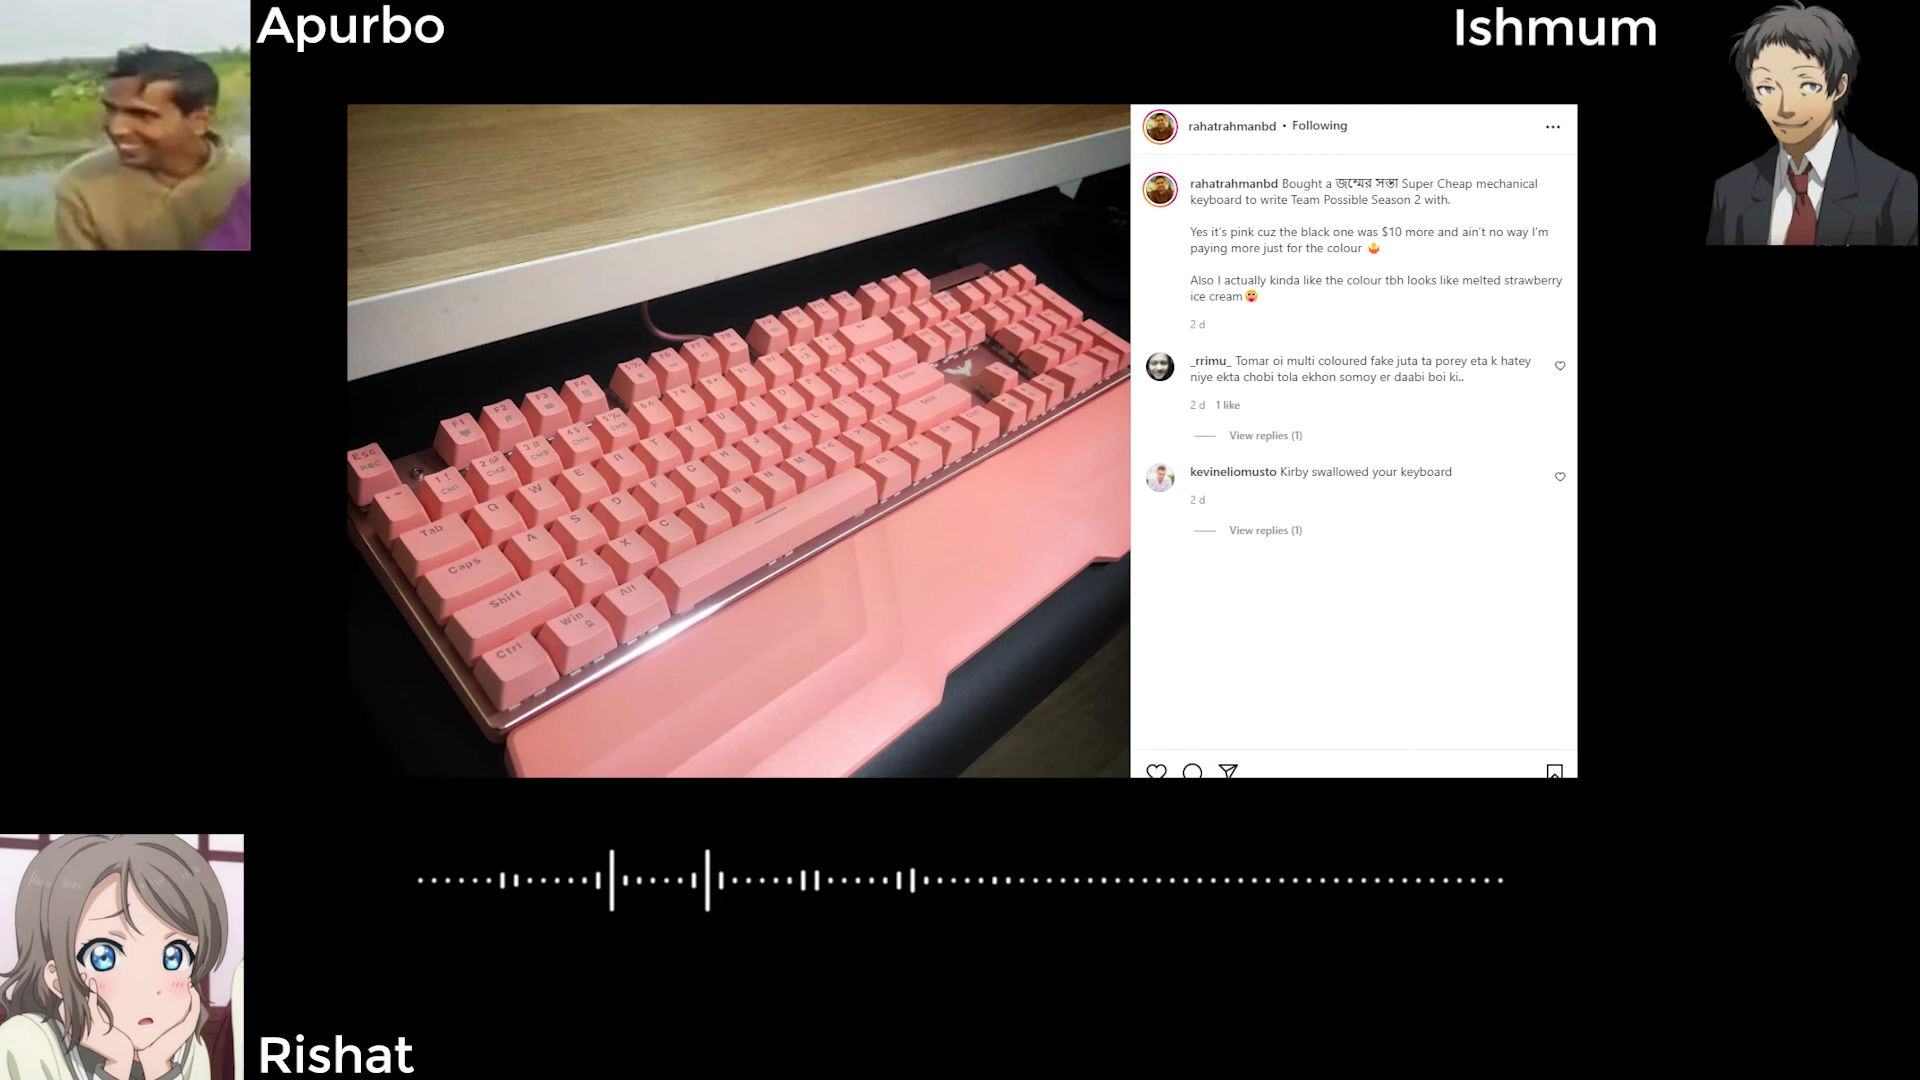 Apurbo
Ishmum
rahatrahmanbd • Following
rahatrahmanbd Bought a জম্মের সস্তা Super Cheap mechanical
keyboard to write Team Possible Season 2 with.
Yes it's pink cuz the black one was $10 more and ain't no way I'm
paying more just for the colour
Also I actually kinda like the colour tbh looks like melted strawberry
ice cream
2 d
_rrimu_ Tomar oi multi coloured fake juta ta porey eta k hatey
niye ekta chobi tola ekhon somoy er daabi boi ki..
2 d 1 like
View replies (1)
kevineliomusto Kirby swallowed your keyboard
2 d
View replies (1)
Esc
REC
F1
F2
F3
F4
Tab
Q
W
E
R
T
Y
U
I
Caps
A
S
D
F
G
H
J
K
L
Shift
Z
X
C
V
B
N
M
Shift
Ctrl
Win
Alt
Rishat